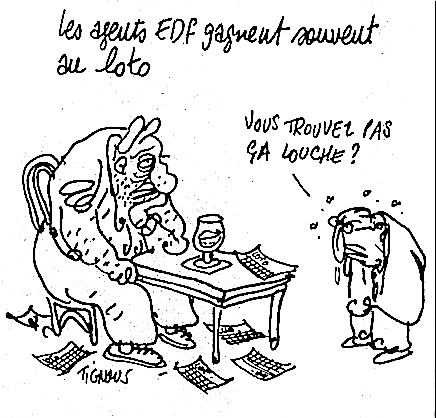 les agents EDF gagnent souvent
au loto
VOUS TROUVEZ PAS
ÇA LOUCHE ?
TIGNOUS